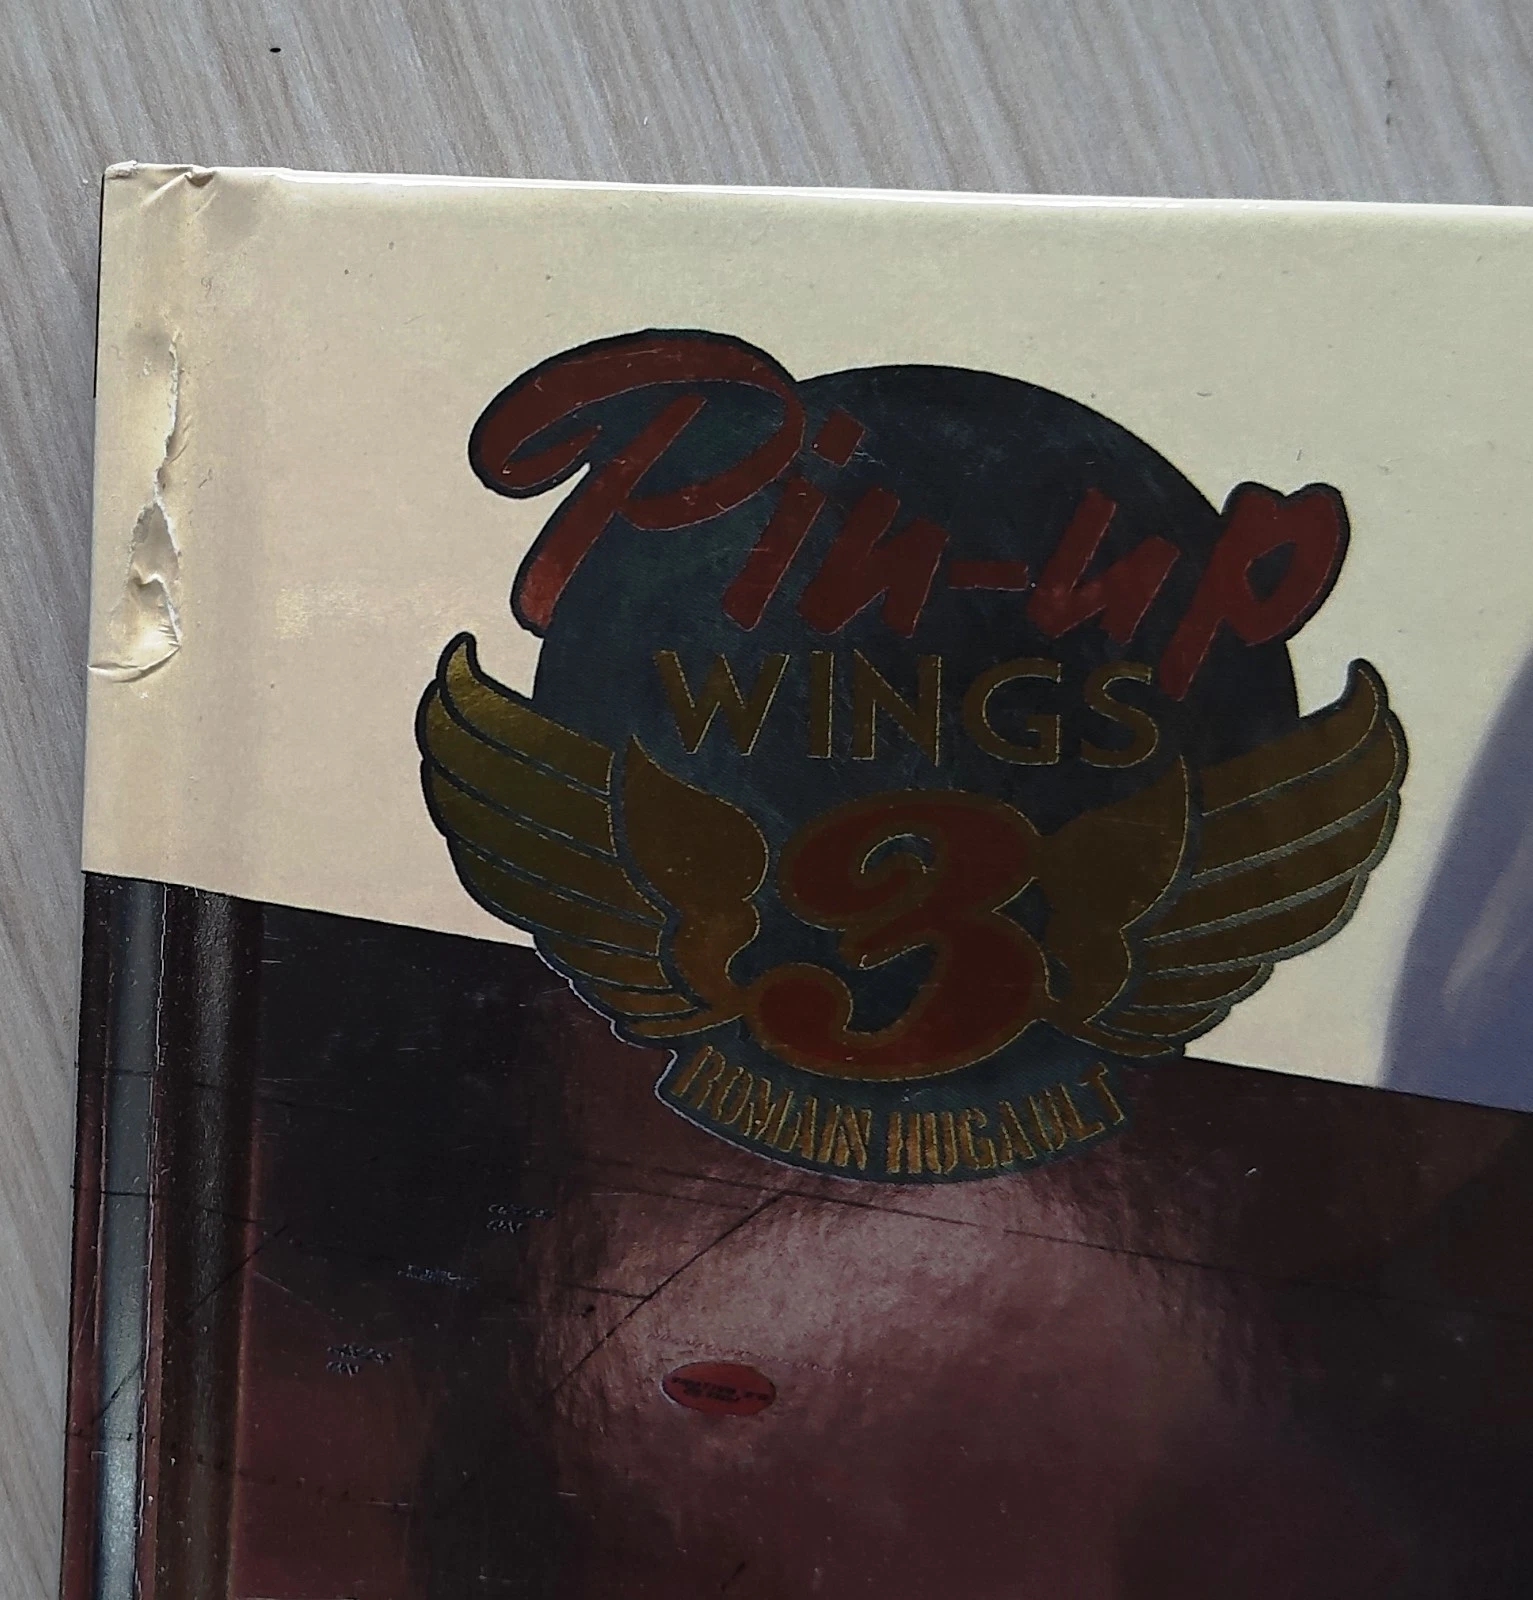 Pin-up
WINGS
3
ROMAIN HUGAULT